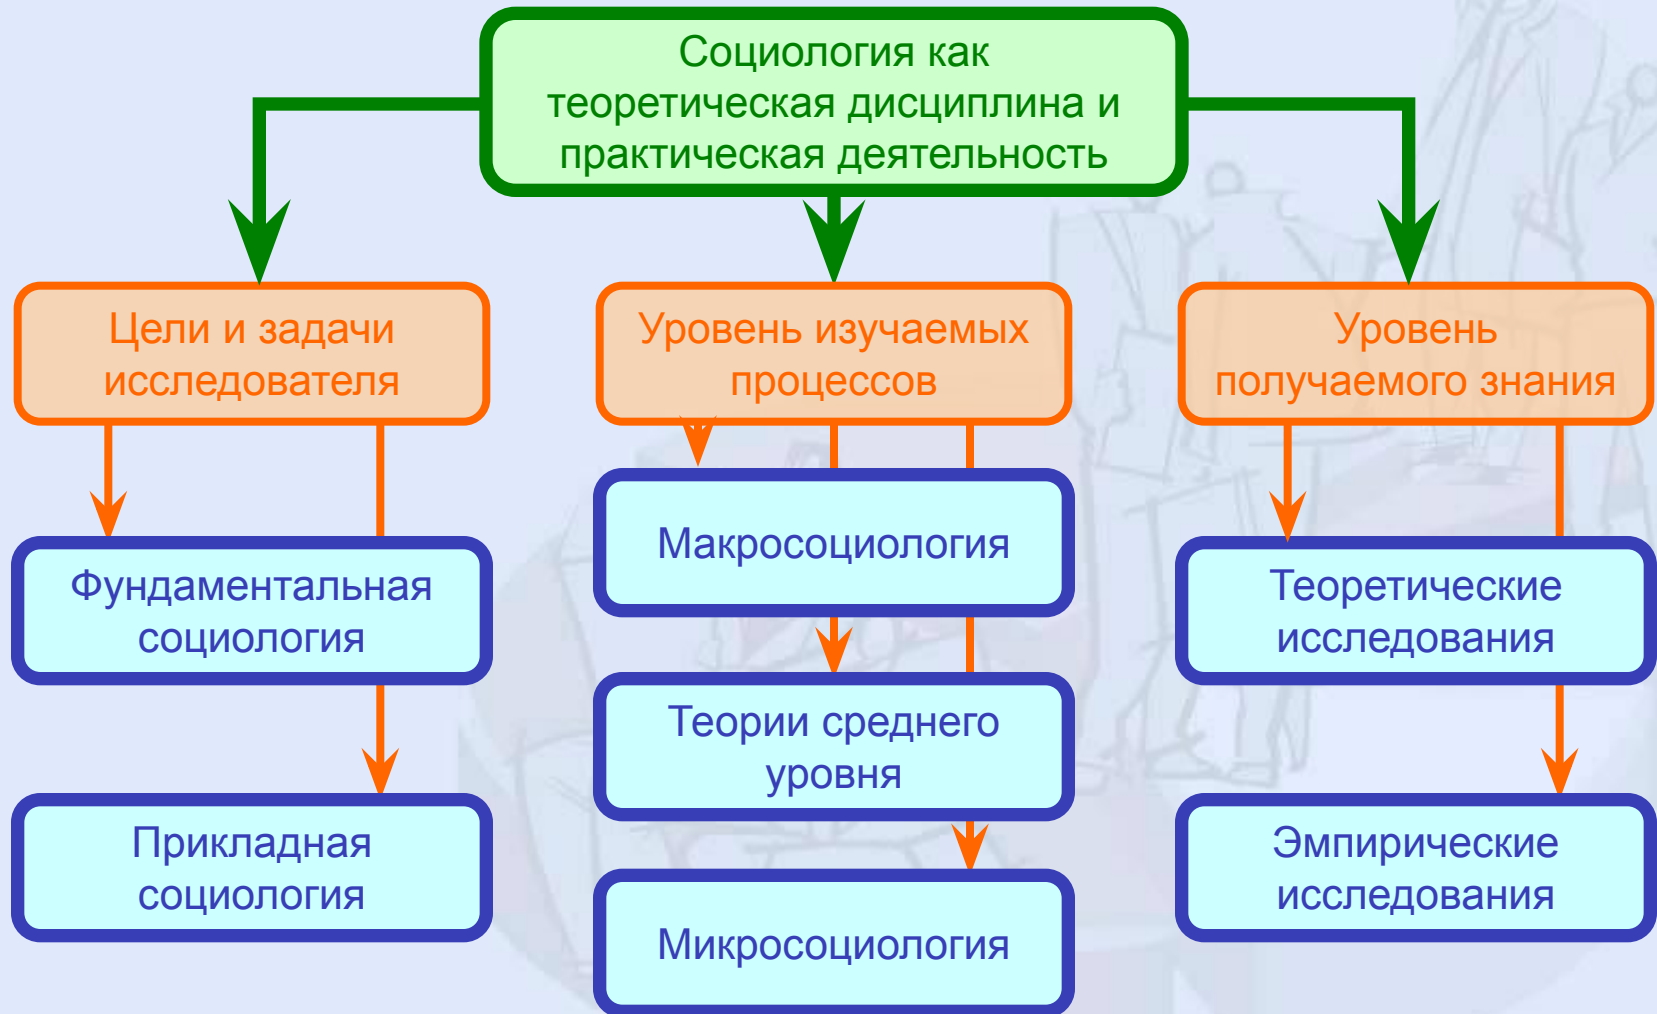 Социология как
теоретическая дисциплина и
практическая деятельность
Цели и задачи
исследователя
Фундаментальная
социология
Прикладная
социология
Уровень изучаемых
процессов
Макросоциология
Теории среднего
уровня
Микросоциология
Уровень
получаемого знания
Теоретические
исследования
Эмпирические
исследования